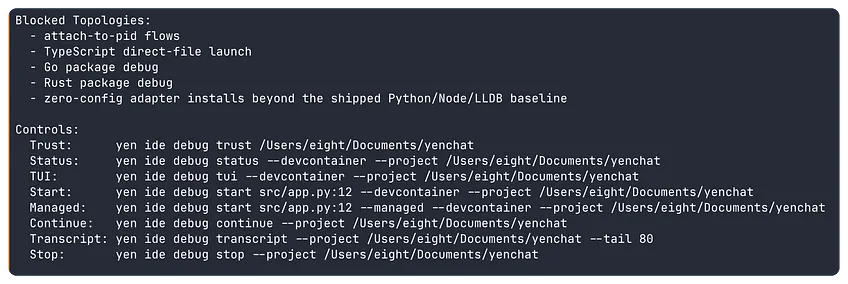 Blocked Topologies:
- attach-to-pid flows
- TypeScript direct-file launch
- Go package debug
- Rust package debug
- zero-config adapter installs beyond the shipped Python/Node/LLDB baseline
Controls:
Trust: yen ide debug trust /Users/eight/Documents/yenchat
Status: yen ide debug status --devcontainer --project /Users/eight/Documents/yenchat
TUI: yen ide debug tui --devcontainer --project /Users/eight/Documents/yenchat
Start: yen ide debug start src/app.py:12 --devcontainer --project /Users/eight/Documents/yenchat
Managed: yen ide debug start src/app.py:12 --managed --devcontainer --project /Users/eight/Documents/yenchat
Continue: yen ide debug continue --project /Users/eight/Documents/yenchat
Transcript: yen ide debug transcript --project /Users/eight/Documents/yenchat --tail 80
Stop: yen ide debug stop --project /Users/eight/Documents/yenchat